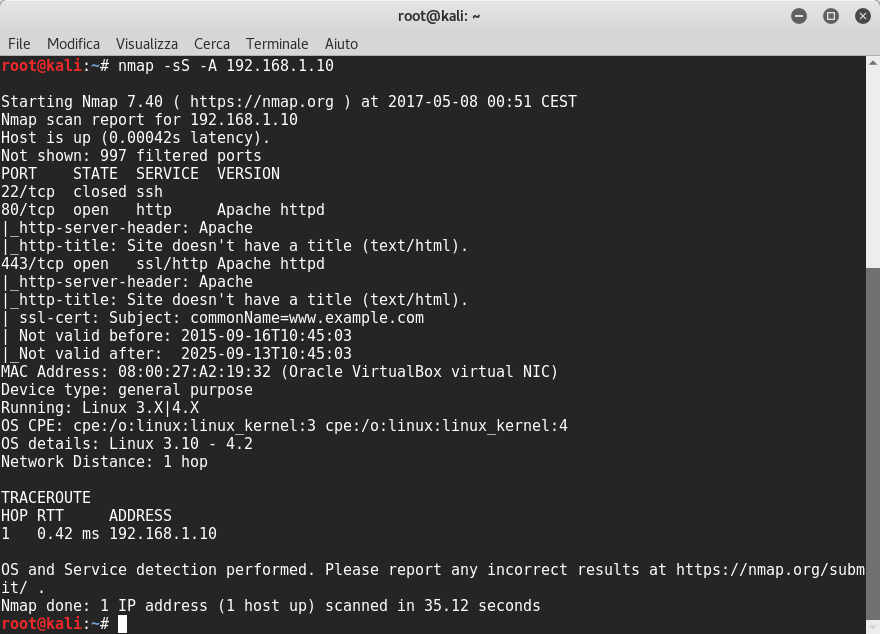 root@kali: ~
File Modifica Visualizza Cerca Terminale Aiuto
root@kali:~# nmap -sS -A 192.168.1.10

Starting Nmap 7.40 ( https://nmap.org ) at 2017-05-08 00:51 CEST
Nmap scan report for 192.168.1.10
Host is up (0.00042s latency).
Not shown: 997 filtered ports
PORT    STATE  SERVICE  VERSION
22/tcp  closed ssh
80/tcp  open   http     Apache httpd
|_http-server-header: Apache
|_http-title: Site doesn't have a title (text/html).
443/tcp open   ssl/http Apache httpd
|_http-server-header: Apache
|_http-title: Site doesn't have a title (text/html).
| ssl-cert: Subject: commonName=www.example.com
| Not valid before: 2015-09-16T10:45:03
|_Not valid after:  2025-09-13T10:45:03
MAC Address: 08:00:27:A2:19:32 (Oracle VirtualBox virtual NIC)
Device type: general purpose
Running: Linux 3.X|4.X
OS CPE: cpe:/o:linux:linux_kernel:3 cpe:/o:linux:linux_kernel:4
OS details: Linux 3.10 - 4.2
Network Distance: 1 hop

TRACEROUTE
HOP RTT     ADDRESS
1   0.42 ms 192.168.1.10

OS and Service detection performed. Please report any incorrect results at https://nmap.org/subm
it/ .
Nmap done: 1 IP address (1 host up) scanned in 35.12 seconds
root@kali:~#